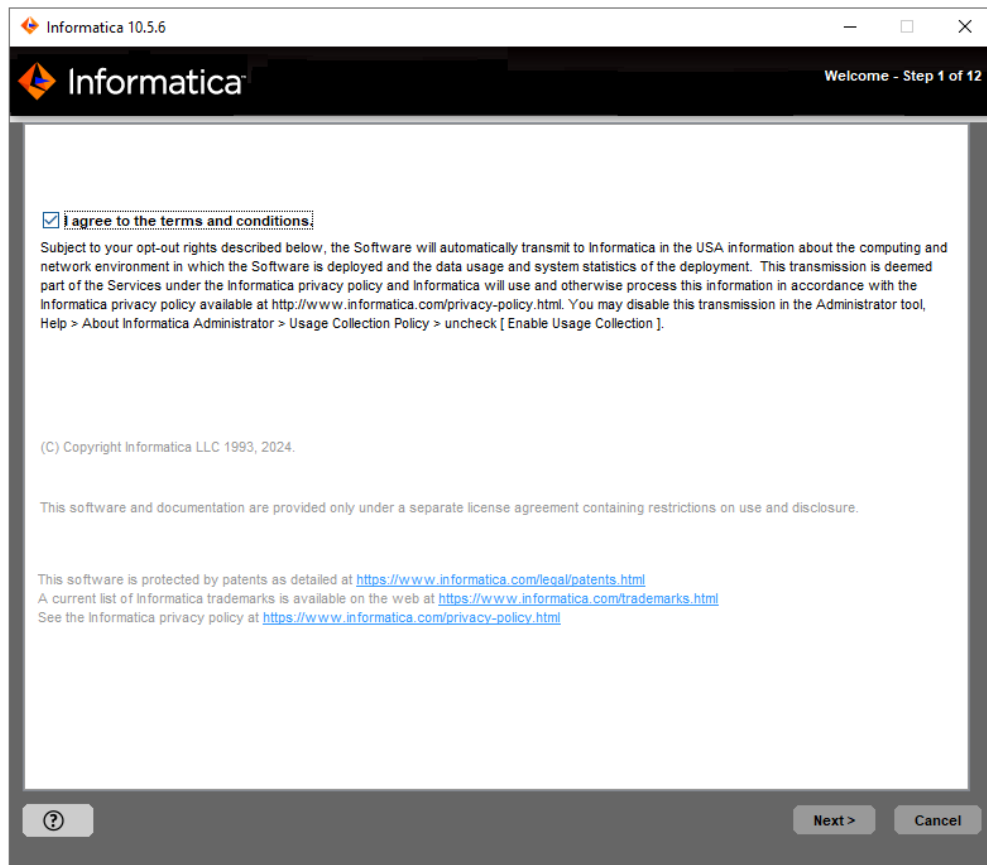 Informatica 10.5.6
Informatica
Welcome - Step 1 of 12
I agree to the terms and conditions.
Subject to your opt-out rights described below, the Software will automatically transmit to Informatica in the USA information about the computing and
network environment in which the Software is deployed and the data usage and system statistics of the deployment.  This transmission is deemed
part of the Services under the Informatica privacy policy and Informatica will use and otherwise process this information in accordance with the
Informatica privacy policy available at http://www.informatica.com/privacy-policy.html. You may disable this transmission in the Administrator tool,
Help > About Informatica Administrator > Usage Collection Policy > uncheck [ Enable Usage Collection ].
(C) Copyright Informatica LLC 1993, 2024.
This software and documentation are provided only under a separate license agreement containing restrictions on use and disclosure.
This software is protected by patents as detailed at https://www.informatica.com/legal/patents.html
A current list of Informatica trademarks is available on the web at https://www.informatica.com/trademarks.html
See the Informatica privacy policy at https://www.informatica.com/privacy-policy.html
?
Next >
Cancel